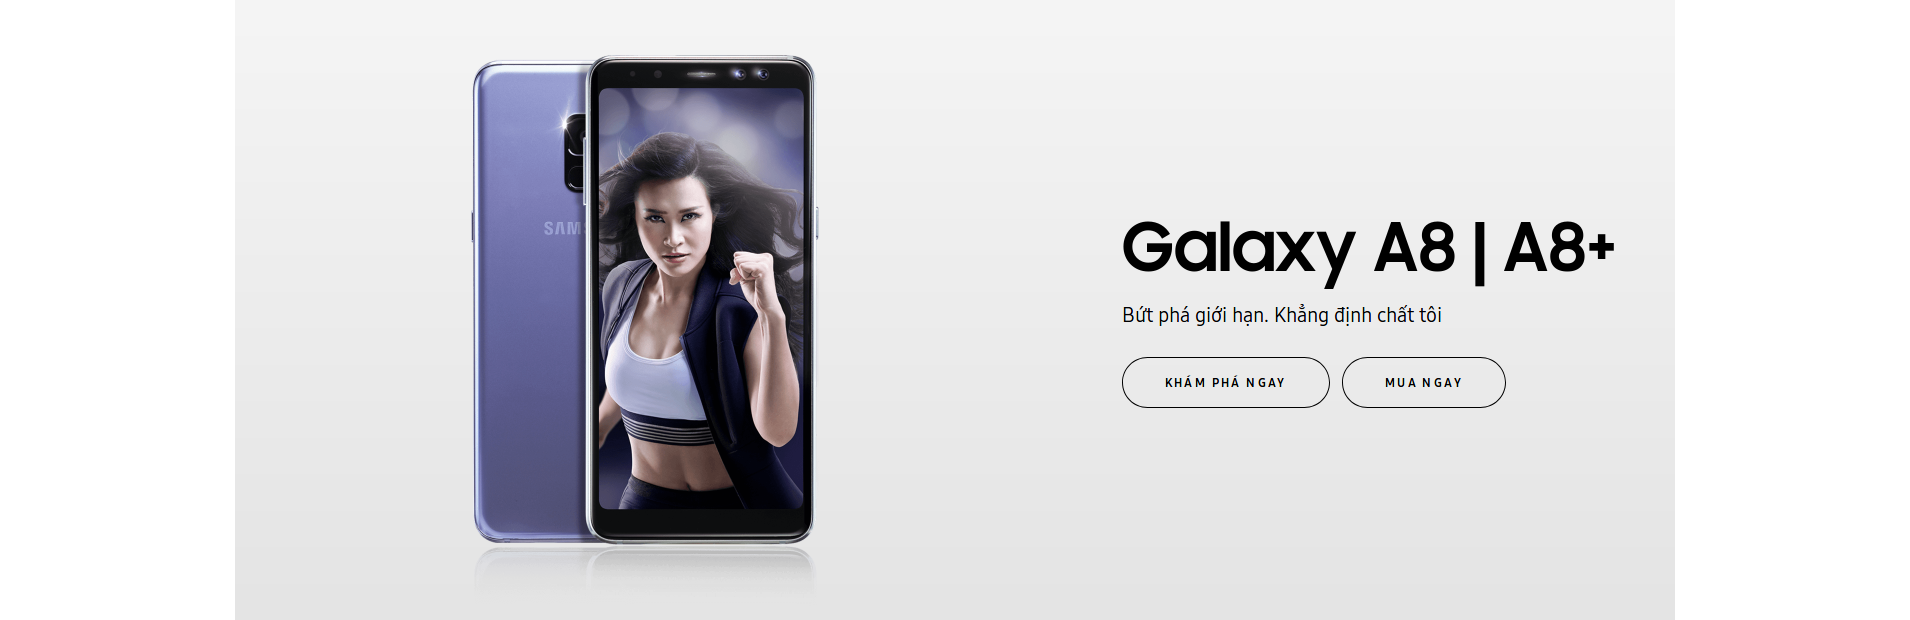 SAMS
Galaxy A8 | A8+
Bứt phá giới hạn. Khẳng định chất tôi
KHÁM PHÁ NGAY
MUA NGAY